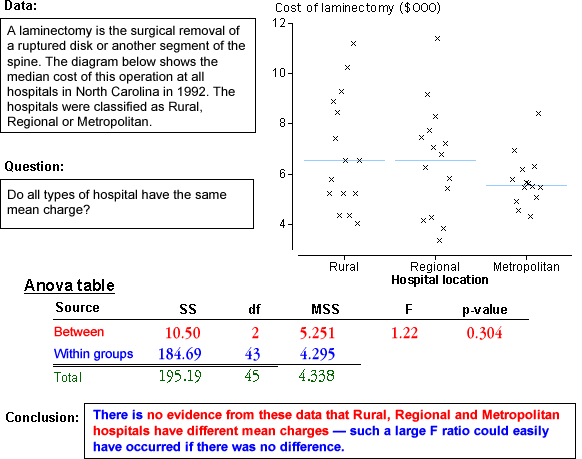 Data:
A laminectomy is the surgical removal of
a ruptured disk or another segment of the
spine. The diagram below shows the
median cost of this operation at all
hospitals in North Carolina in 1992. The
hospitals were classified as Rural,
Regional or Metropolitan.
Question:
Do all types of hospital have the same
mean charge?
Cost of laminectomy ($000)
12
10
8
6
4
Rural Regional Metropolitan
Hospital location
Anova table
Source SS df MSS F p-value
Between 10.50 2 5.251 1.22 0.304
Within groups 184.69 43 4.295
Total 195.19 45 4.338
Conclusion:
There is no evidence from these data that Rural, Regional and Metropolitan
hospitals have different mean charges — such a large F ratio could easily
have occurred if there was no difference.